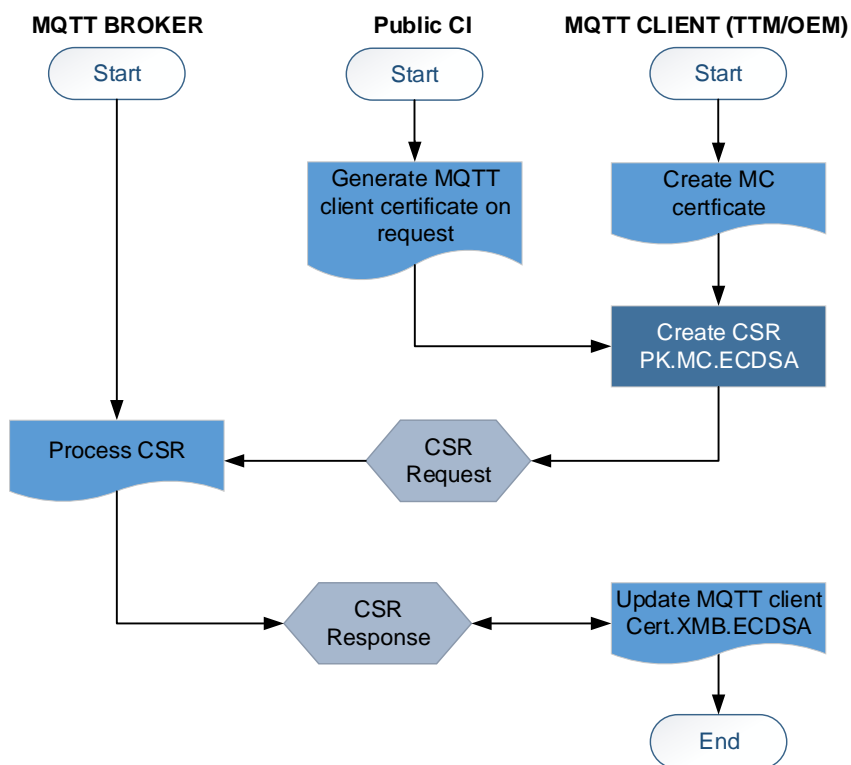 MQTT BROKER
Public CI
MQTT CLIENT (TTM/OEM)
Start
Start
Start
Generate MQTT
client certificate on
request
Create MC
certficate
Create CSR
PK.MC.ECDSA
Process CSR
CSR
Request
CSR
Response
Update MQTT client
Cert.XMB.ECDSA
End